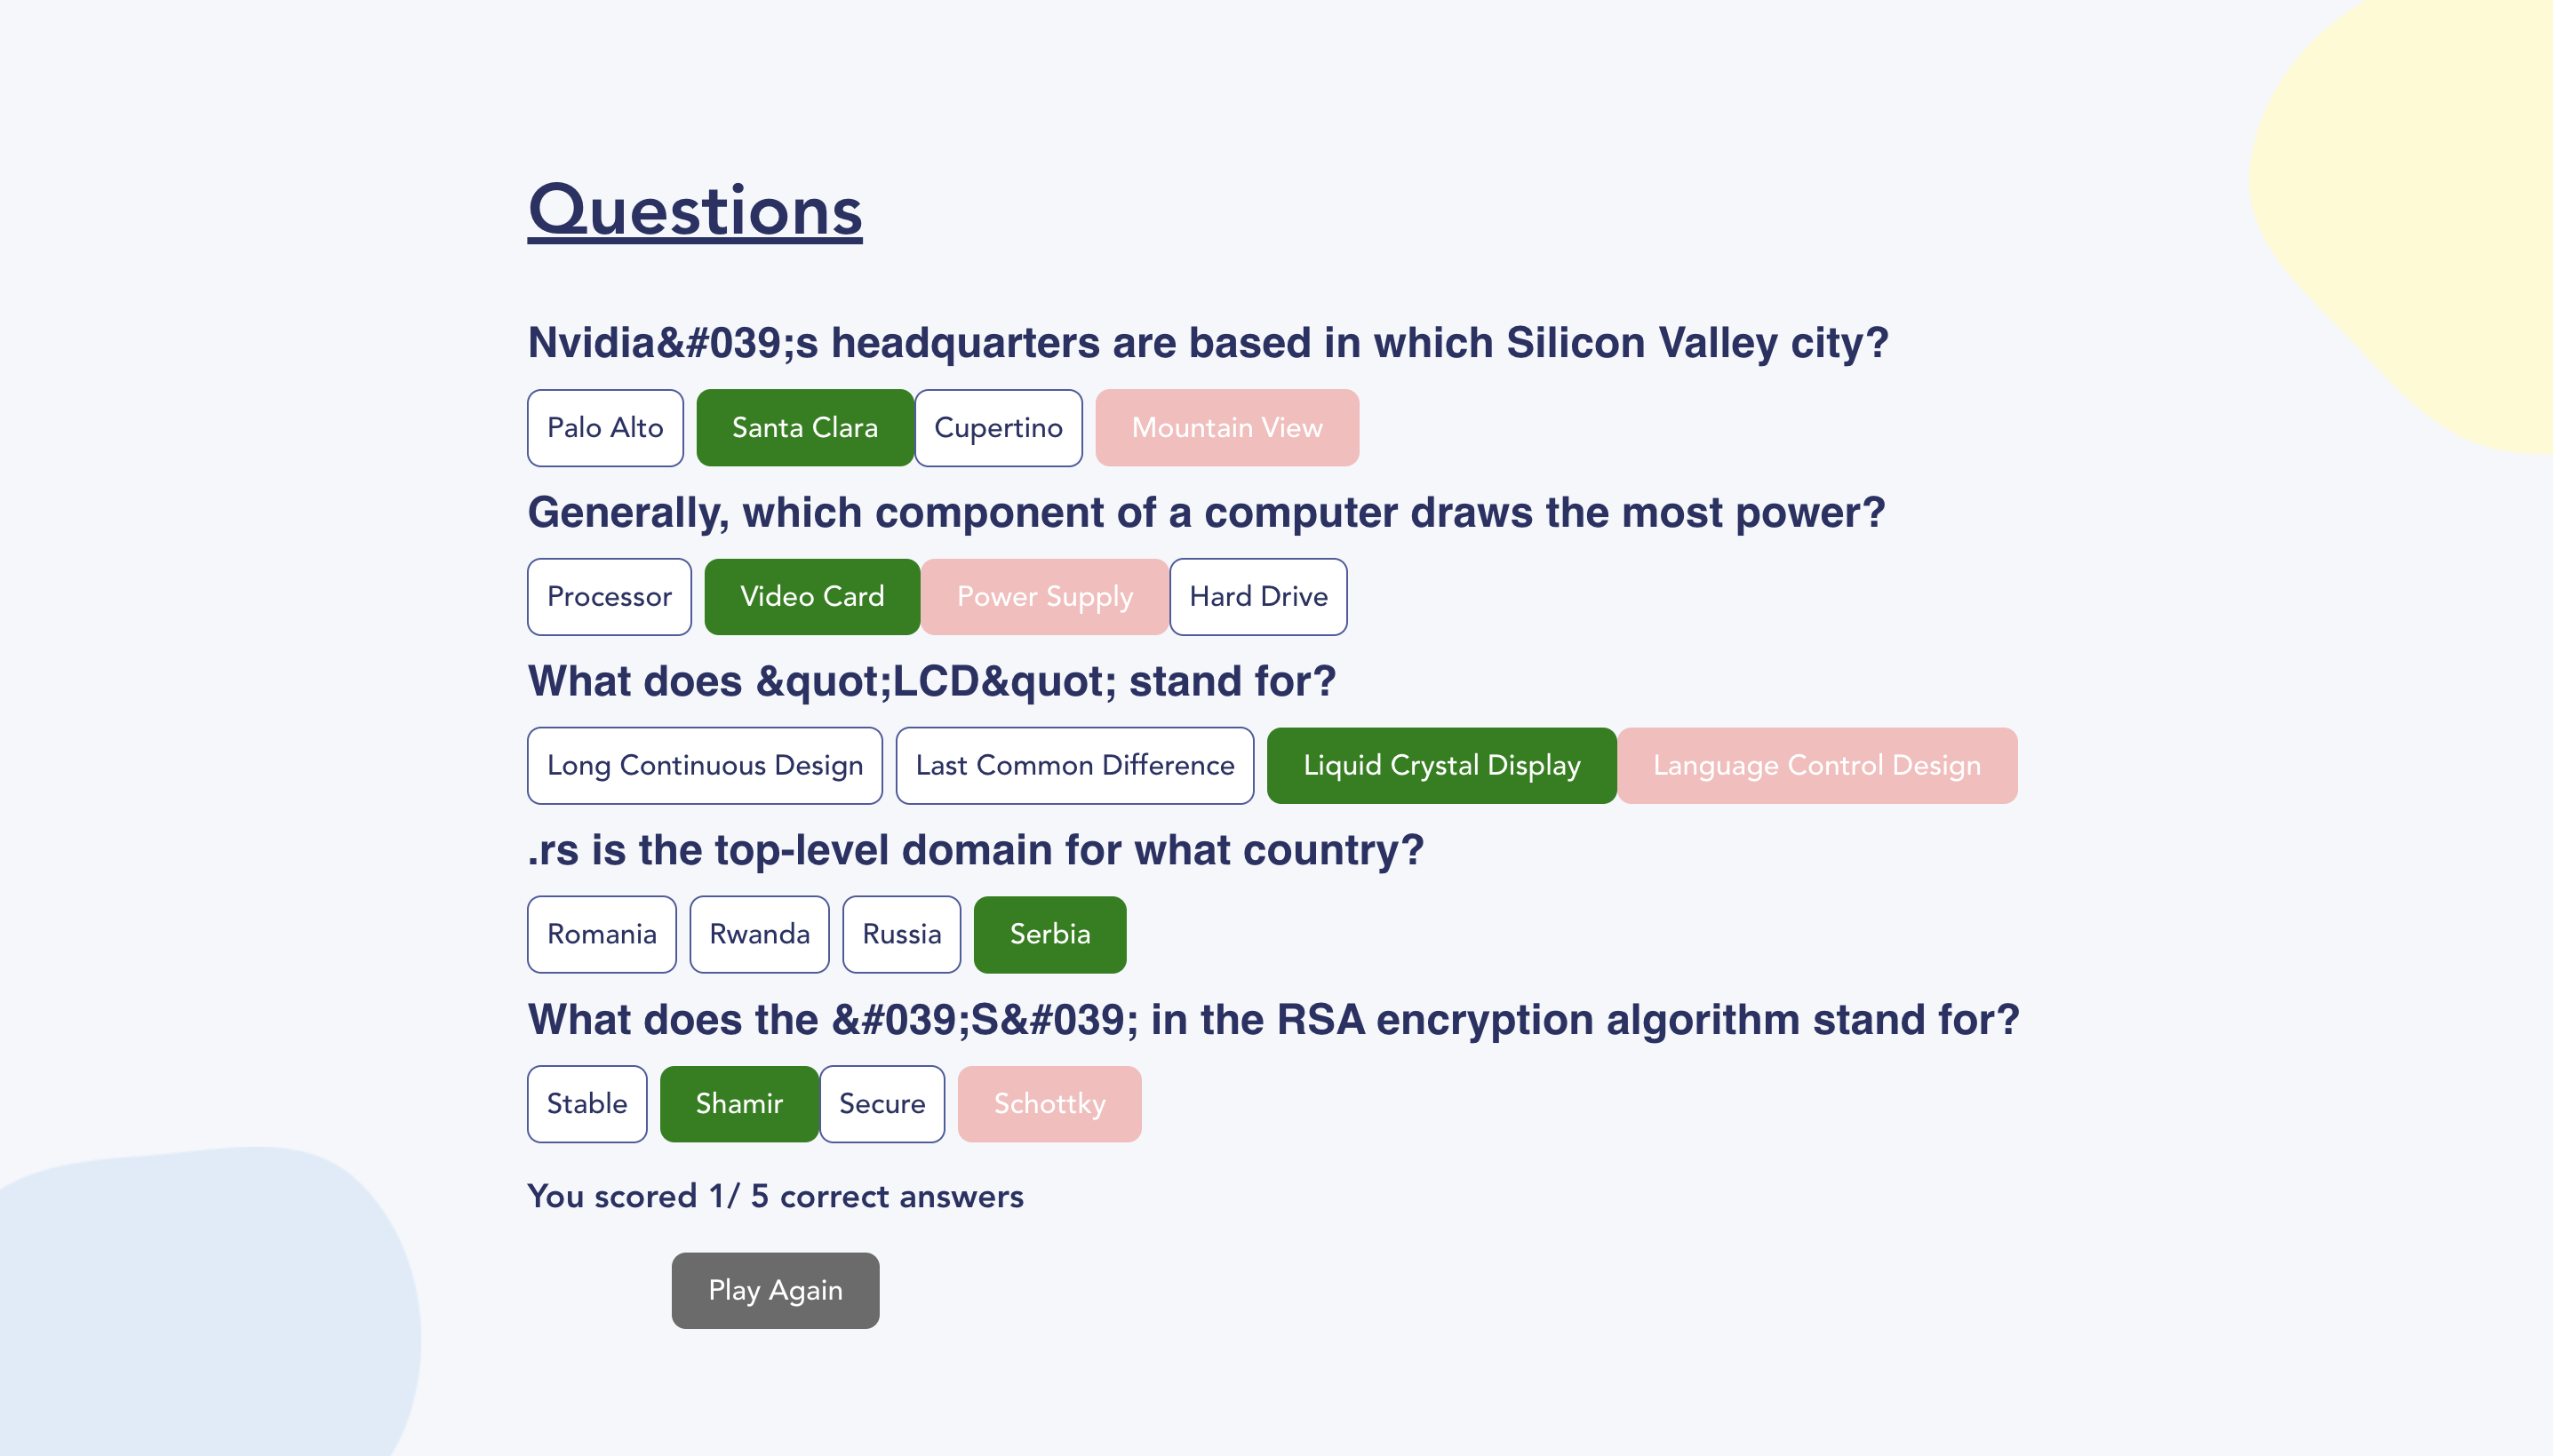 Questions
Nvidia&#039;s headquarters are based in which Silicon Valley city?
Palo Alto Santa Clara Cupertino Mountain View
Generally, which component of a computer draws the most power?
Processor Video Card Power Supply Hard Drive
What does &quot;LCD&quot; stand for?
Long Continuous Design Last Common Difference Liquid Crystal Display Language Control Design
.rs is the top-level domain for what country?
Romania Rwanda Russia Serbia
What does the &#039;S&#039; in the RSA encryption algorithm stand for?
Stable Shamir Secure Schottky
You scored 1/ 5 correct answers
Play Again